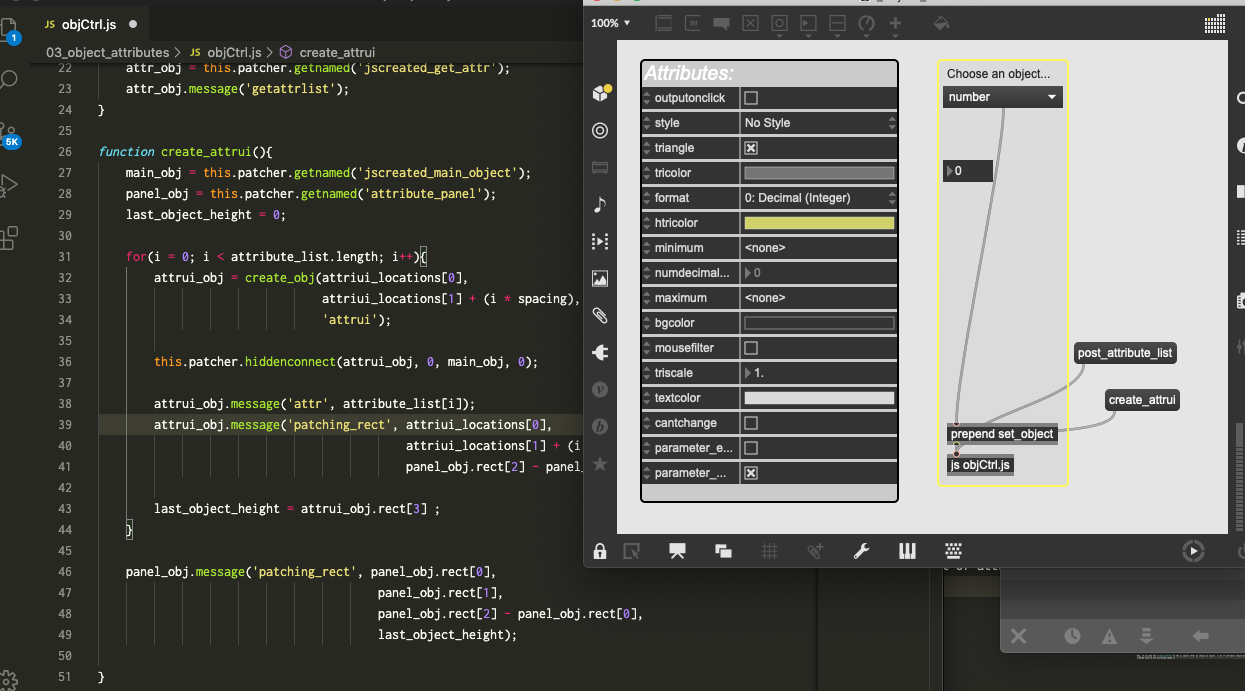 JS objCtrl.js
03_object_attributes > JS objCtrl.js > create_attrui
22 attr_obj = this.patcher.getnamed('jscreated_get_attr');
23 attr_obj.message('getattrlist');
24 }
25
26 function create_attrui(){
27 main_obj = this.patcher.getnamed('jscreated_main_object');
28 panel_obj = this.patcher.getnamed('attribute_panel');
29 last_object_height = 0;
30
31 for(i = 0; i < attribute_list.length; i++){
32 attrui_obj = create_obj(attriui_locations[0],
33 attriui_locations[1] + (i * spacing),
34 'attrui');
35
36 this.patcher.hiddenconnect(attrui_obj, 0, main_obj, 0);
37
38 attrui_obj.message('attr', attribute_list[i]);
39 attrui_obj.message('patching_rect', attriui_locations[0],
40 attriui_locations[1] + (i
41 panel_obj.rect[2] - panel_
42
43 last_object_height = attrui_obj.rect[3] ;
44 }
45
46 panel_obj.message('patching_rect', panel_obj.rect[0],
47 panel_obj.rect[1],
48 panel_obj.rect[2] - panel_obj.rect[0],
49 last_object_height);
50
51 }
1
5K
100%
Attributes:
outputonclick
style No Style
triangle
tricolor
format 0: Decimal (Integer)
htricolor
minimum <none>
numdecimal... 0
maximum <none>
bgcolor
mousefilter
triscale 1.
textcolor
cantchange
parameter_e...
parameter_...
Choose an object...
number
0
post_attribute_list
create_attrui
prepend set_object
js objCtrl.js